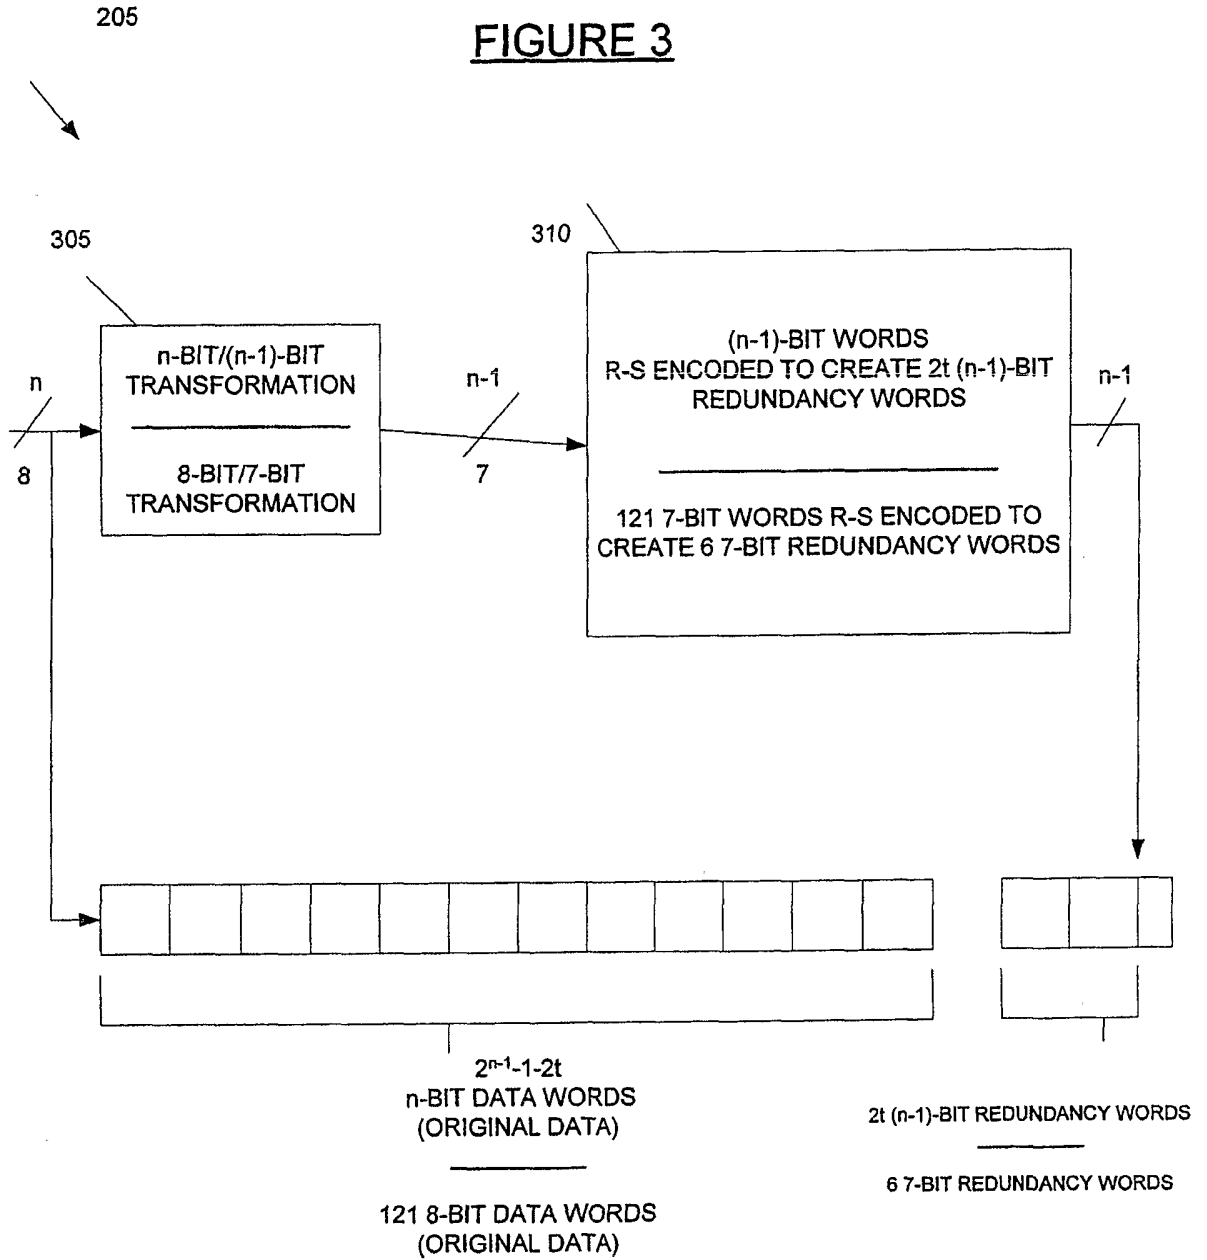 205
FIGURE 3
305
310
n-BIT/(n-1)-BIT
TRANSFORMATION
8-BIT/7-BIT
TRANSFORMATION
n
8
n-1
7
(n-1)-BIT WORDS
R-S ENCODED TO CREATE 2t (n-1)-BIT
REDUNDANCY WORDS
121 7-BIT WORDS R-S ENCODED TO
CREATE 6 7-BIT REDUNDANCY WORDS
n-1
2ⁿ⁻¹-1-2t
n-BIT DATA WORDS
(ORIGINAL DATA)
121 8-BIT DATA WORDS
(ORIGINAL DATA)
2t (n-1)-BIT REDUNDANCY WORDS
6 7-BIT REDUNDANCY WORDS